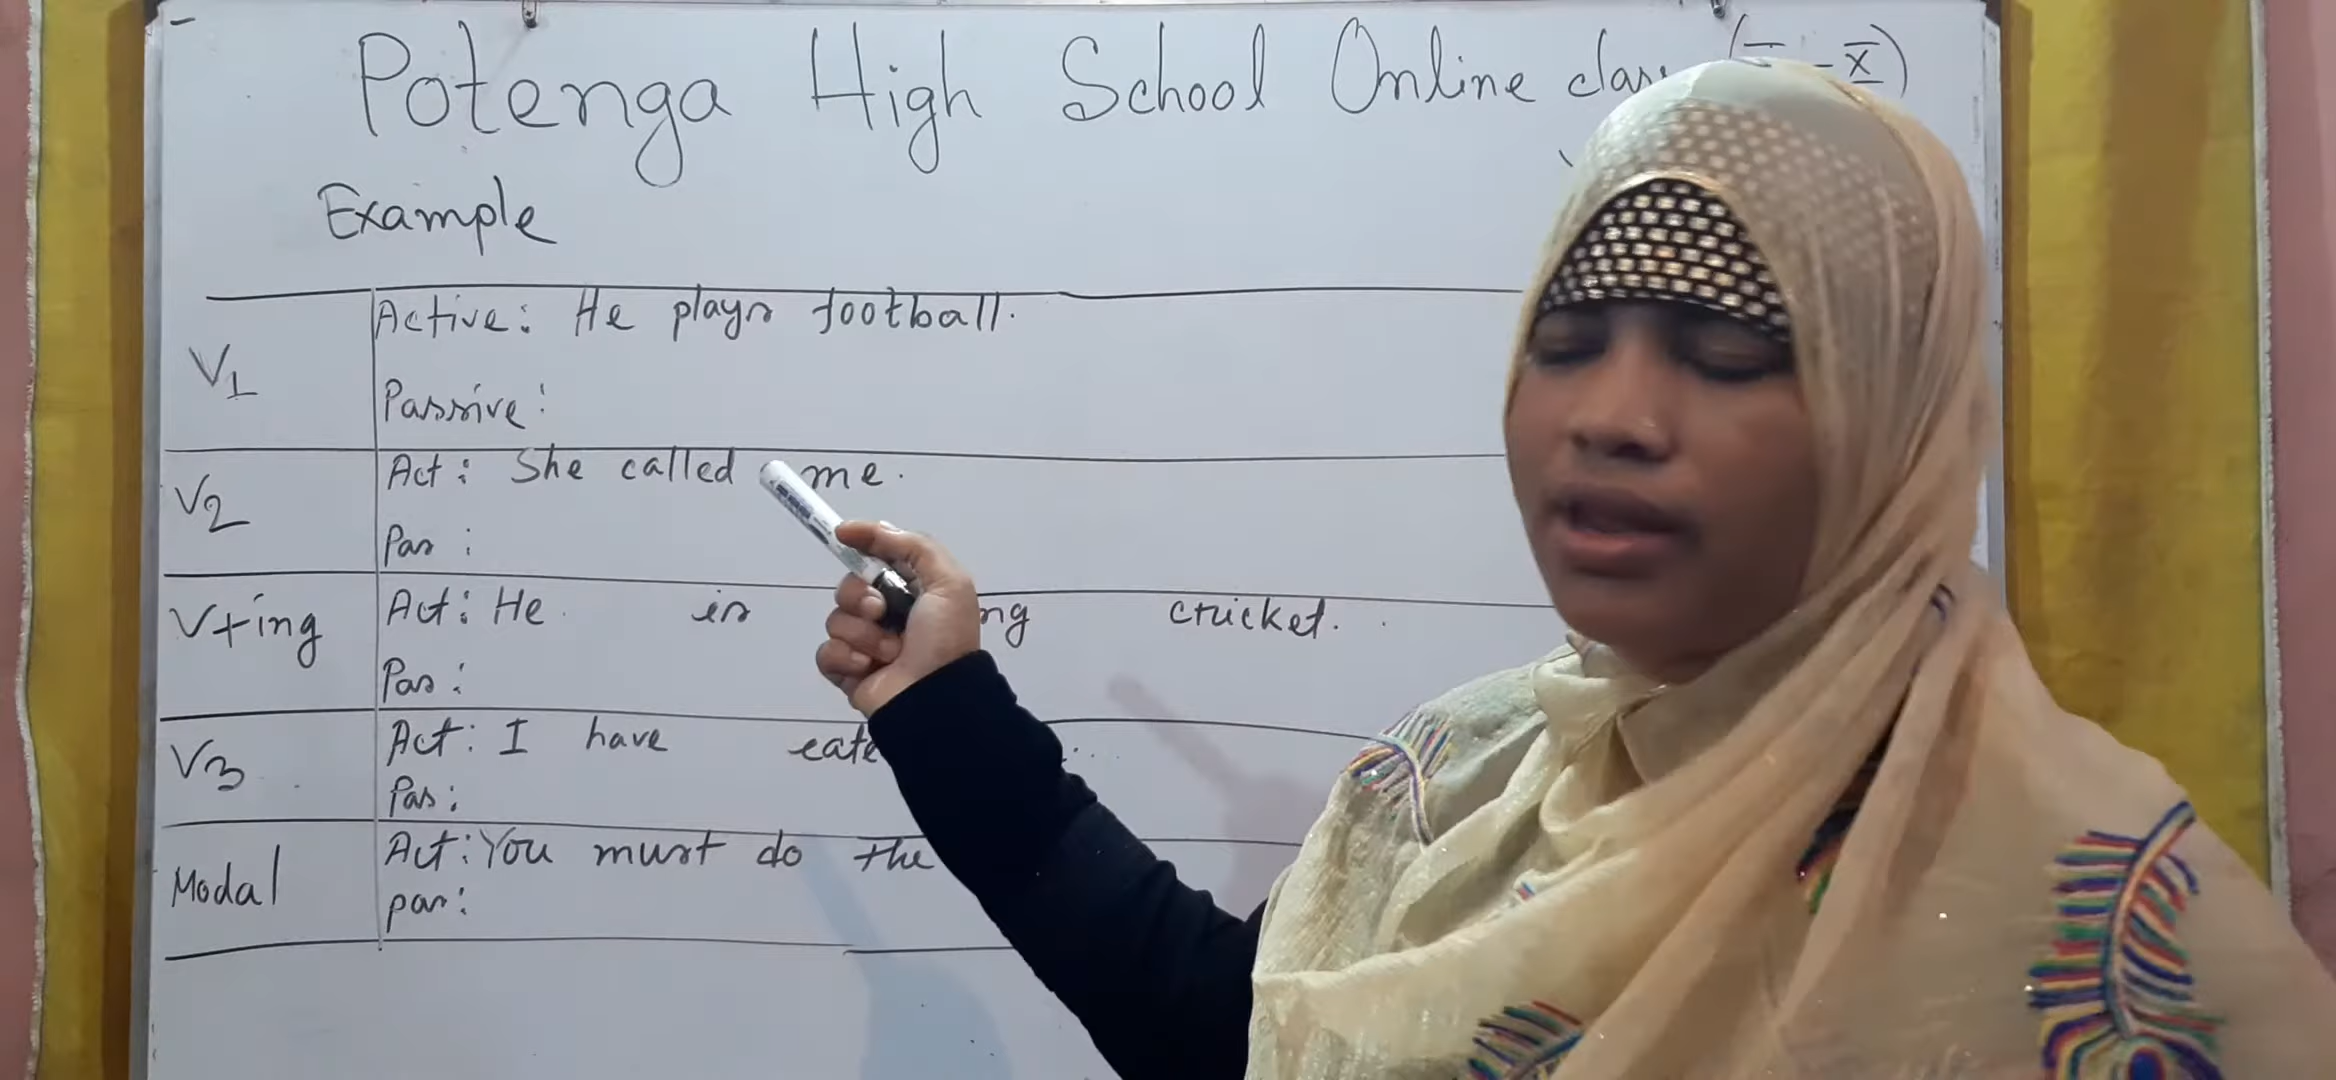 Potenga High School Online class
Example
V1
Active: He plays football.
Passive:
V2
Act: She called me.
Pas:
V+ing
Act: He is cricket.
Pas:
V3
Act: I have
Pas:
Modal
Act: You must do the
pas: